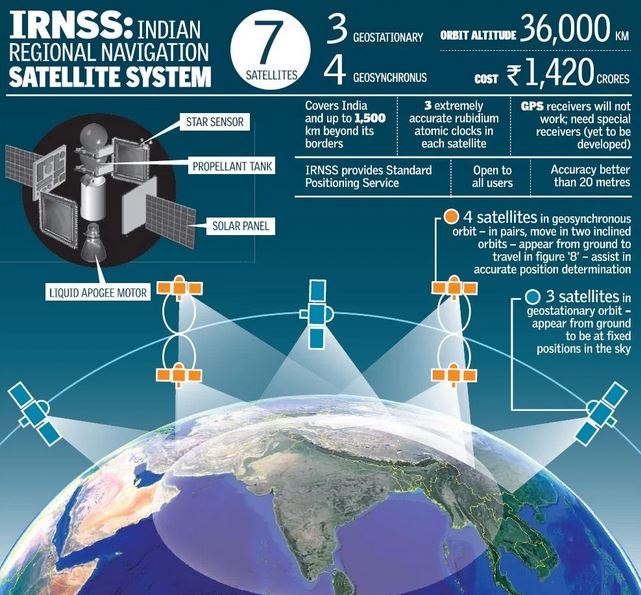 IRNSS: INDIAN
REGIONAL NAVIGATION
SATELLITE SYSTEM
7
SATELLITES
3 GEOSTATIONARY
4 GEOSYNCHRONUS
ORBIT ALTITUDE 36,000 KM
COST ₹1,420 CRORES
Covers India
and up to 1,500
km beyond its
borders
3 extremely
accurate rubidium
atomic clocks in
each satellite
GPS receivers will not
work; need special
receivers (yet to be
developed)
IRNSS provides Standard
Positioning Service
Open to
all users
Accuracy better
than 20 metres
STAR SENSOR
PROPELLANT TANK
SOLAR PANEL
LIQUID APOGEE MOTOR
4 satellites in geosynchronous
orbit – in pairs, move in two inclined
orbits – appear from ground to
travel in figure '8' – assist in
accurate position determination
3 satellites in
geostationary orbit –
appear from ground
to be at fixed
positions in the sky